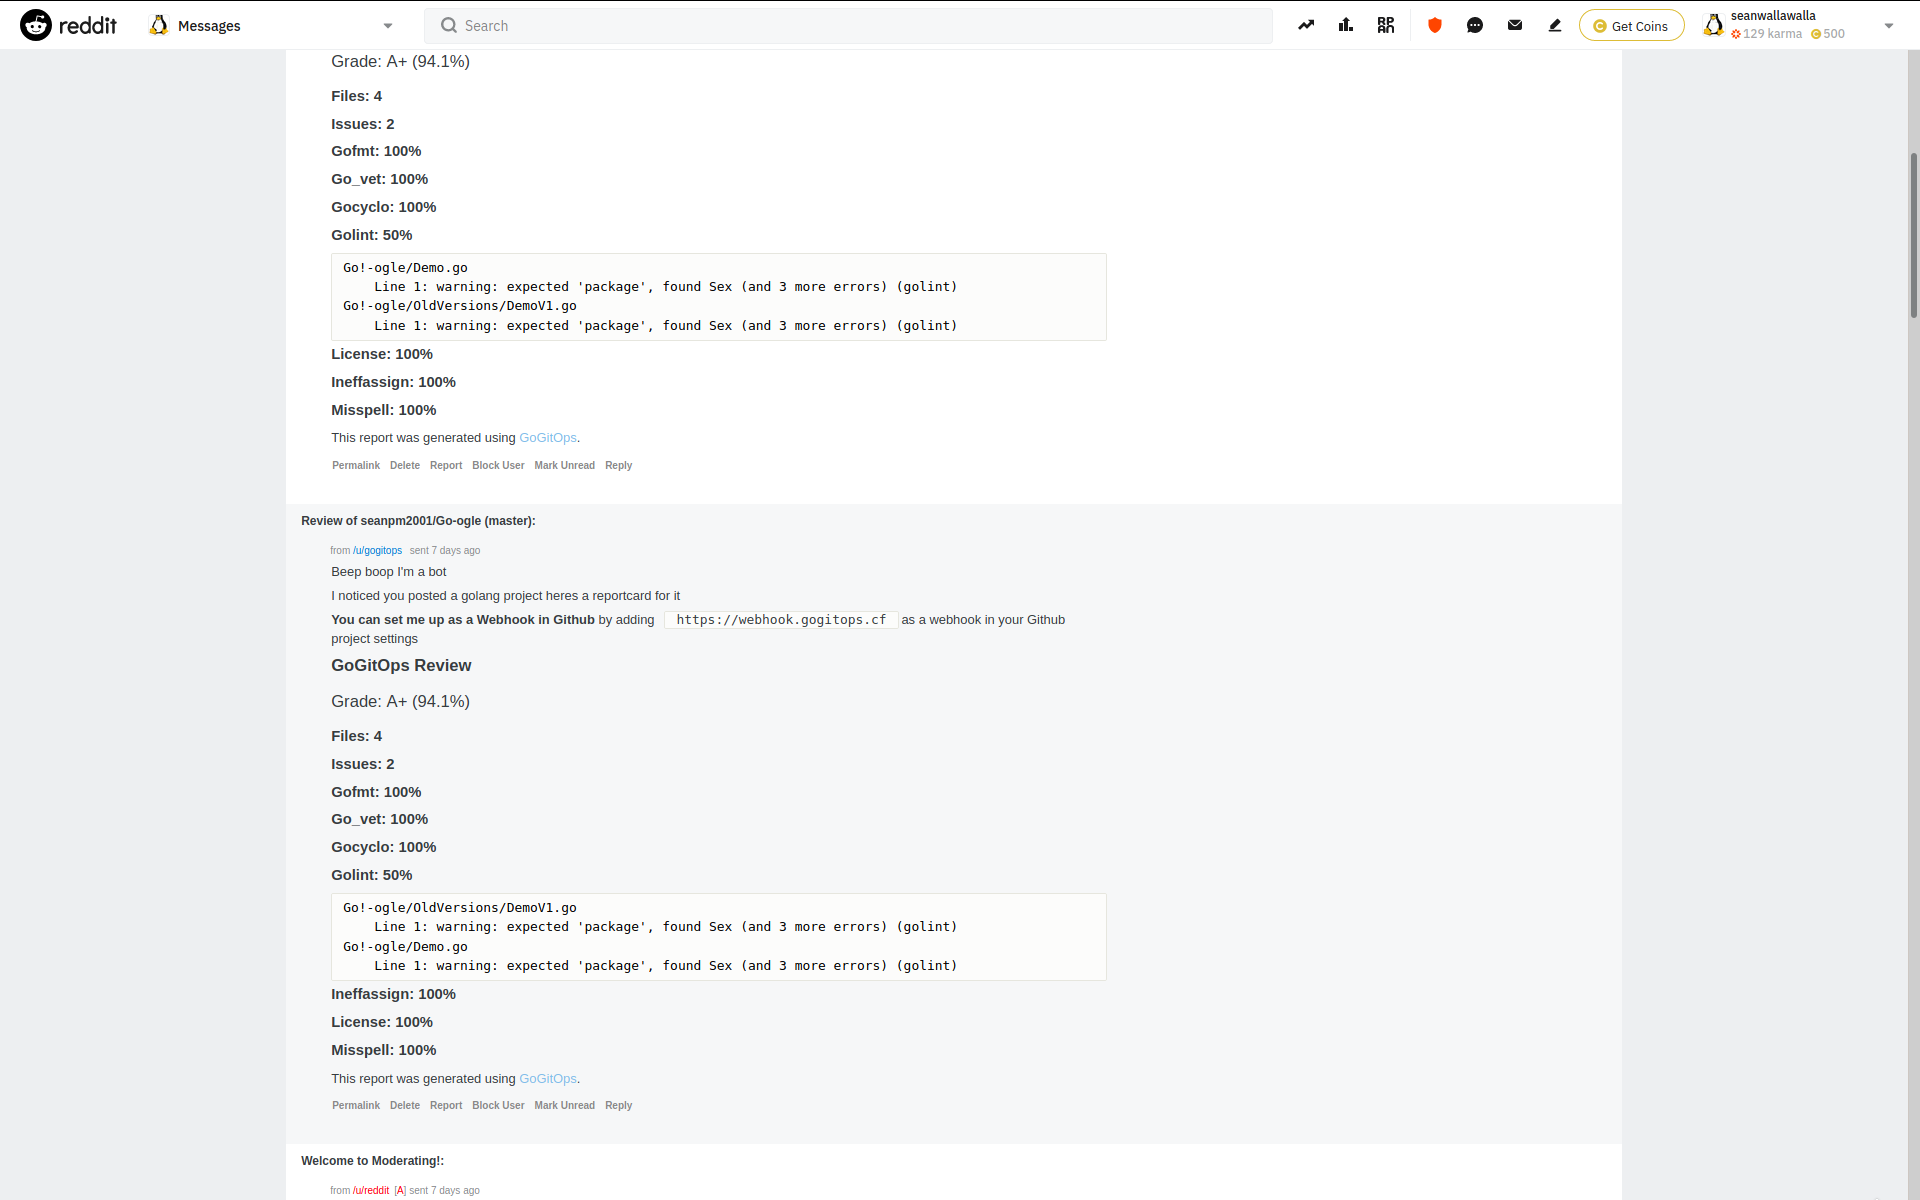 reddit
Messages
Search
RPAN
Get Coins
seanwallawalla
129 karma 500
Grade: A+ (94.1%)
Files: 4
Issues: 2
Gofmt: 100%
Go_vet: 100%
Gocyclo: 100%
Golint: 50%
Go!-ogle/Demo.go
    Line 1: warning: expected 'package', found Sex (and 3 more errors) (golint)
Go!-ogle/OldVersions/DemoV1.go
    Line 1: warning: expected 'package', found Sex (and 3 more errors) (golint)
License: 100%
Ineffassign: 100%
Misspell: 100%
This report was generated using GoGitOps.
Permalink Delete Report Block User Mark Unread Reply
Review of seanpm2001/Go-ogle (master):
from /u/gogitops sent 7 days ago
Beep boop I'm a bot
I noticed you posted a golang project heres a reportcard for it
You can set me up as a Webhook in Github by adding https://webhook.gogitops.cf as a webhook in your Github
project settings
GoGitOps Review
Grade: A+ (94.1%)
Files: 4
Issues: 2
Gofmt: 100%
Go_vet: 100%
Gocyclo: 100%
Golint: 50%
Go!-ogle/OldVersions/DemoV1.go
    Line 1: warning: expected 'package', found Sex (and 3 more errors) (golint)
Go!-ogle/Demo.go
    Line 1: warning: expected 'package', found Sex (and 3 more errors) (golint)
Ineffassign: 100%
License: 100%
Misspell: 100%
This report was generated using GoGitOps.
Permalink Delete Report Block User Mark Unread Reply
Welcome to Moderating!:
from /u/reddit [A] sent 7 days ago